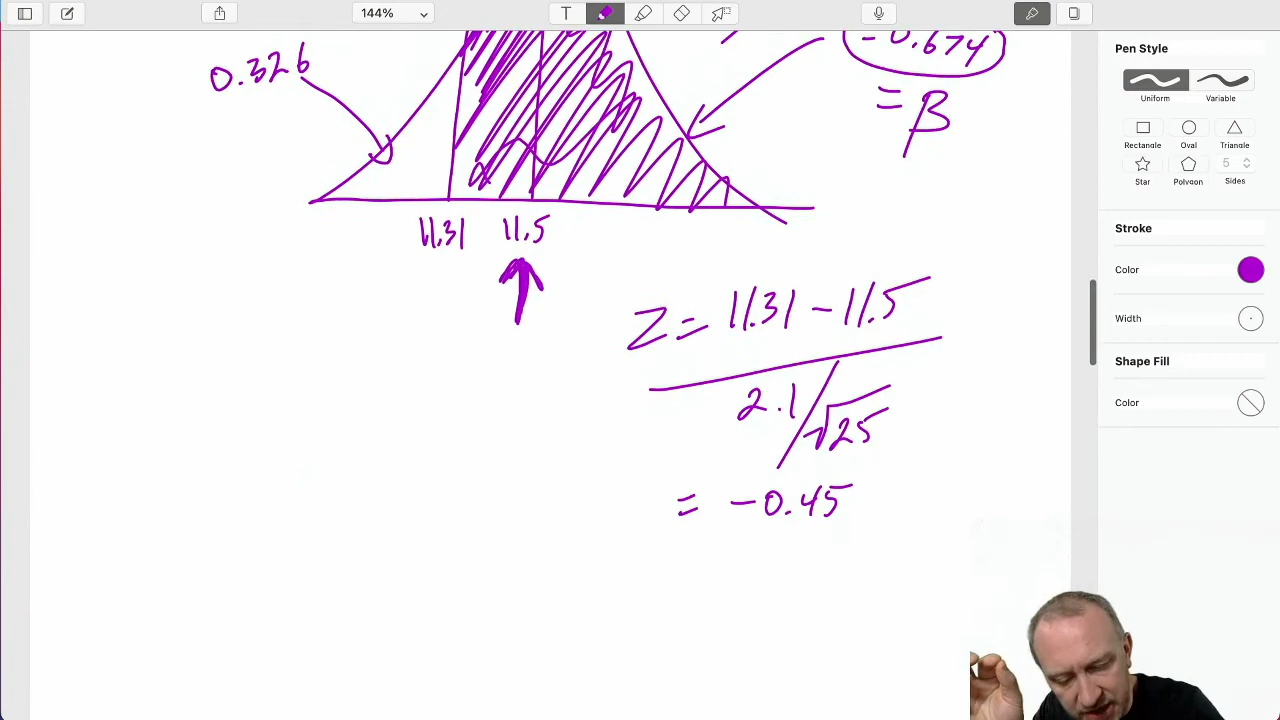 144%
T
0.326
= 0.674
= β
11.31 11.5
Z = 11.31 - 11.5
2.1/√25
= -0.45
Pen Style
Uniform Variable
Rectangle Oval Triangle
Star Polygon 5 Sides
Stroke
Color
Width
Shape Fill
Color